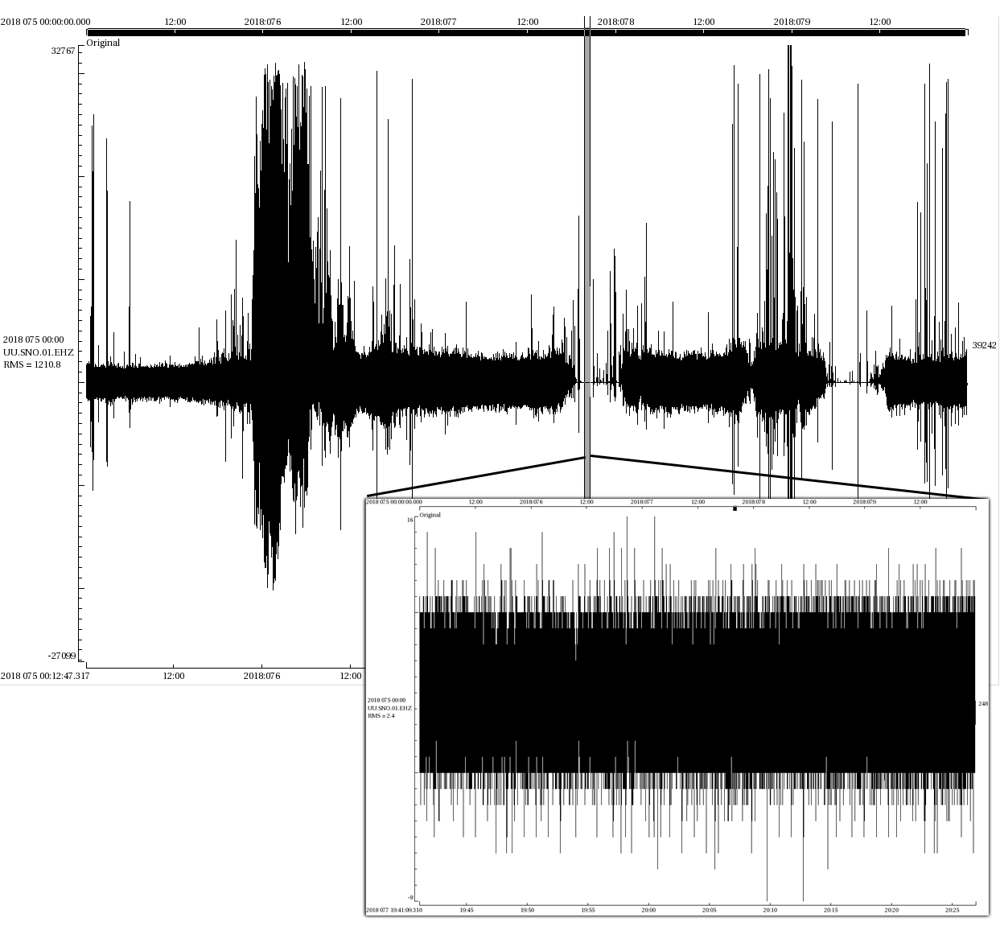 2018 075 00:00:00.000 12:00 2018:076 12:00 2018:077 12:00 2018:078 12:00 2018:079 12:00
Original
32767
2018 075 00:00
UU.SNO.01.EHZ
RMS = 1210.8
39242
-27099
2018 075 00:12:47.317 12:00 2018:076 12:00
2018 075 00:00:00.000 12:00 2018:076 12:00 2018:077 12:00 2018:078 12:00 2018:079 12:00
Original
16
2018 075 00:00
UU.SNO.01.EHZ
RMS = 2.4
248
-8
2018 077 19:41:09.310 19:45 19:50 19:55 20:00 20:05 20:10 20:15 20:20 20:25